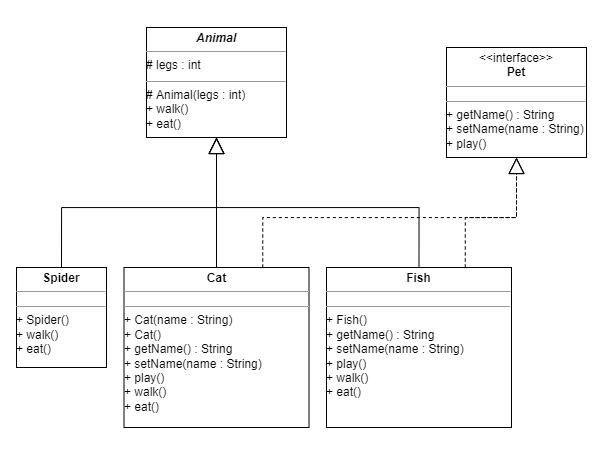 Animal
# legs : int
# Animal(legs : int)
+ walk()
+ eat()
<<interface>>
Pet
+ getName() : String
+ setName(name : String)
+ play()
Spider
+ Spider()
+ walk()
+ eat()
Cat
+ Cat(name : String)
+ Cat()
+ getName() : String
+ setName(name : String)
+ play()
+ walk()
+ eat()
Fish
+ Fish()
+ getName() : String
+ setName(name : String)
+ play()
+ walk()
+ eat()